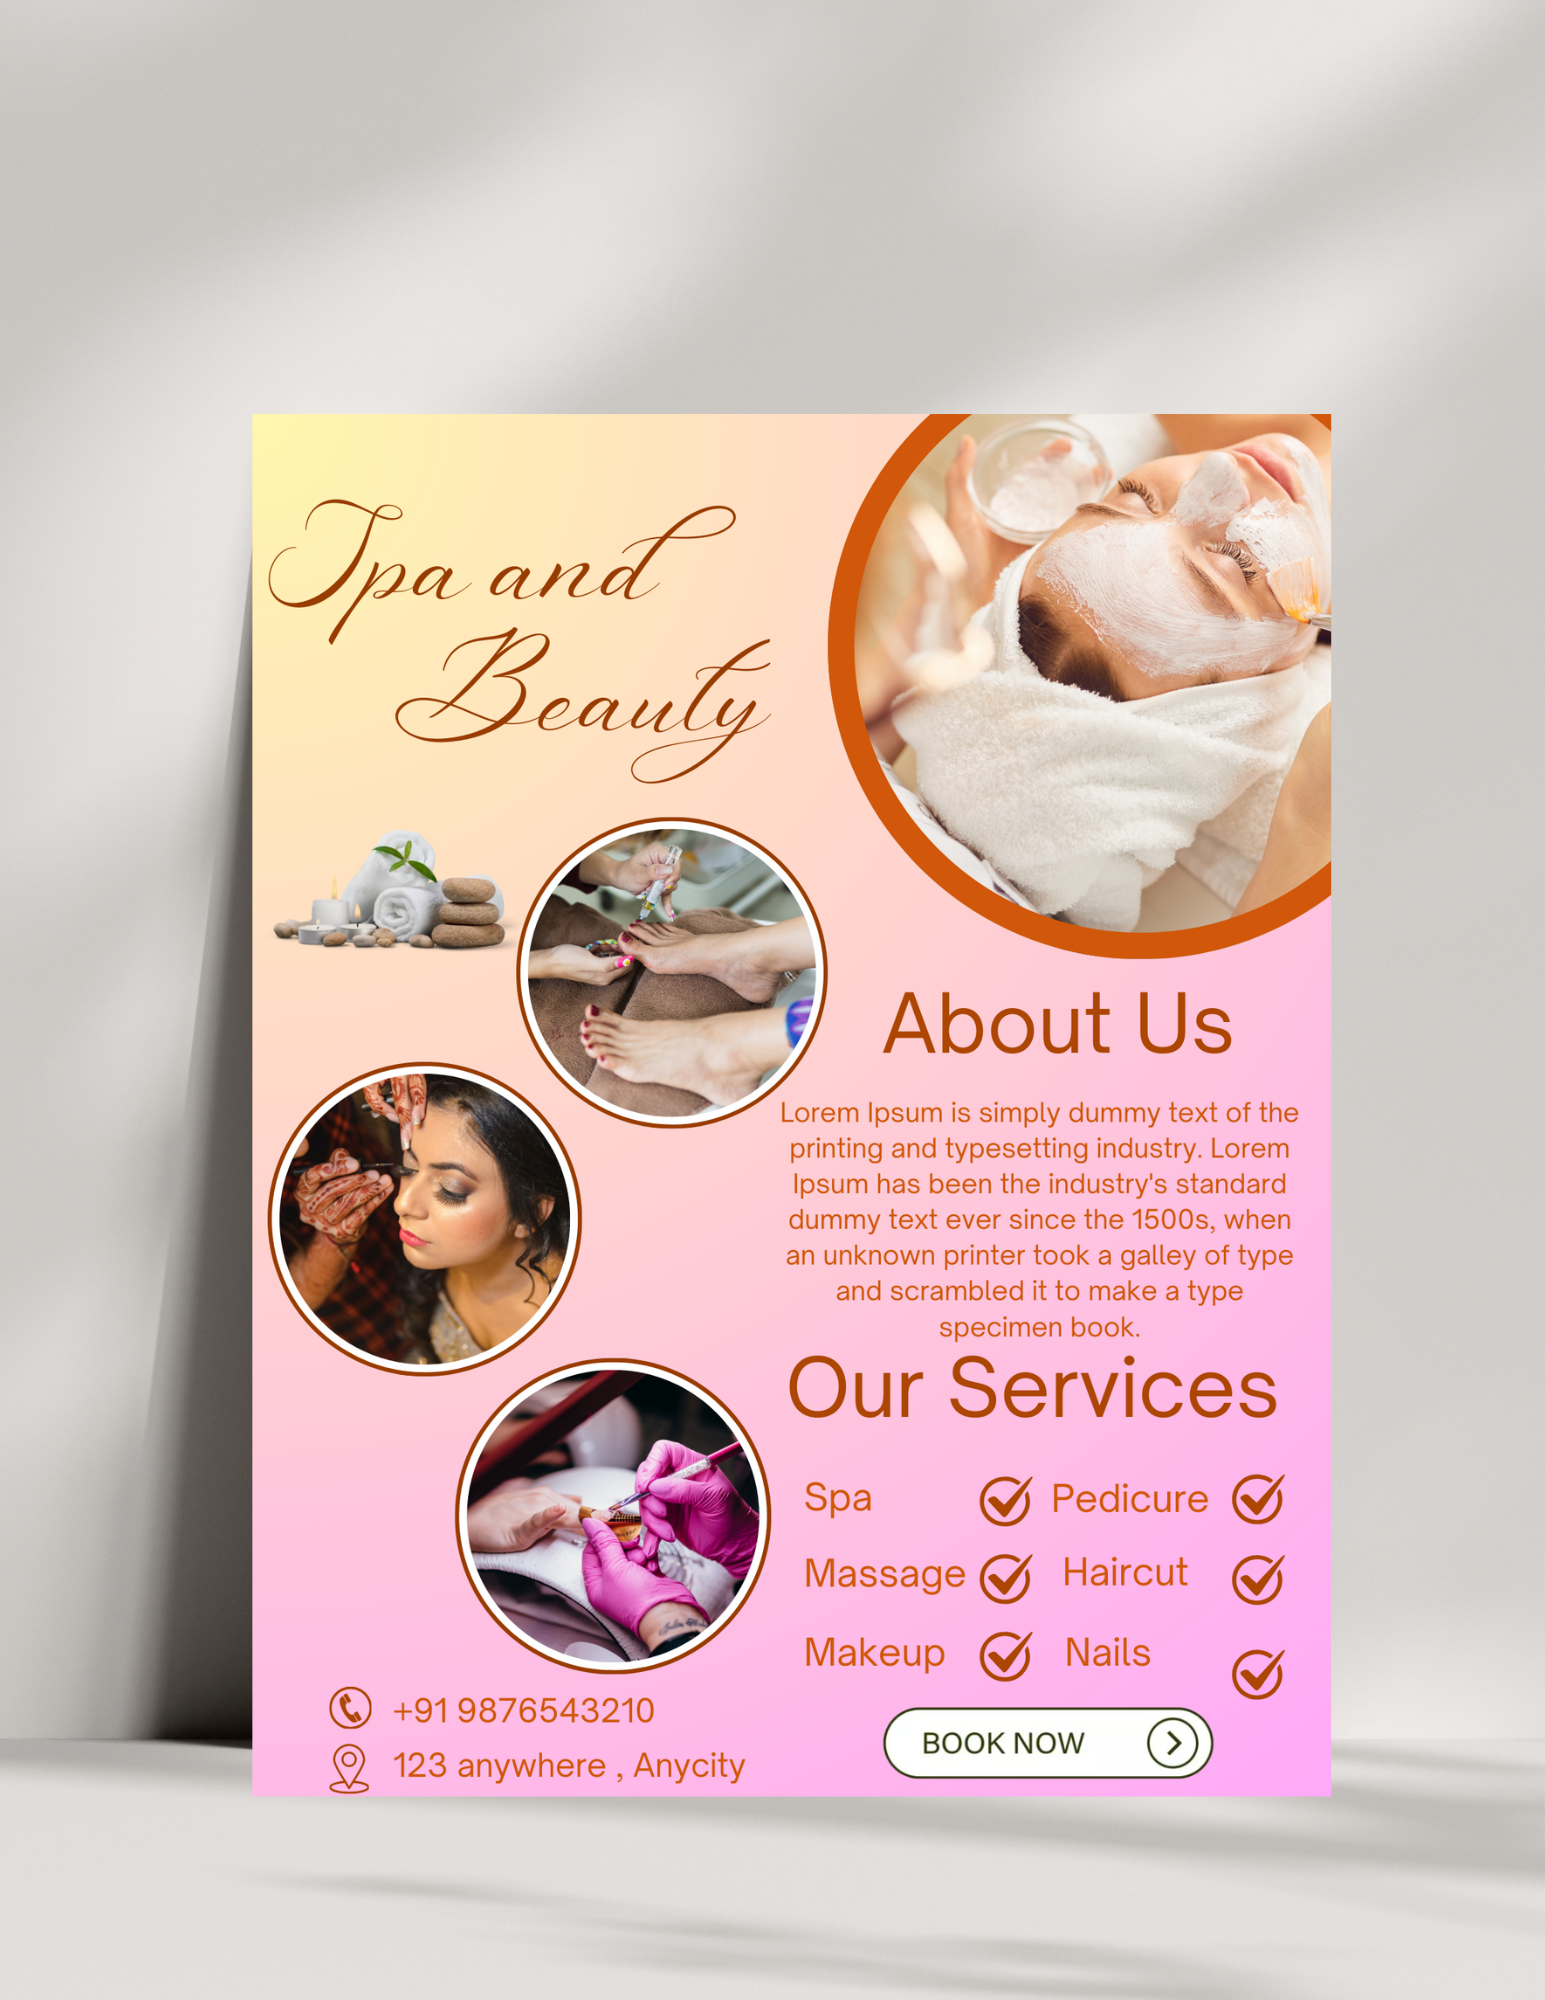 Spa and
Beauty
About Us
Lorem Ipsum is simply dummy text of the
printing and typesetting industry. Lorem
Ipsum has been the industry's standard
dummy text ever since the 1500s, when
an unknown printer took a galley of type
and scrambled it to make a type
specimen book.
Our Services
Spa Pedicure
Massage Haircut
Makeup Nails
+91 9876543210
123 anywhere , Anycity
BOOK NOW